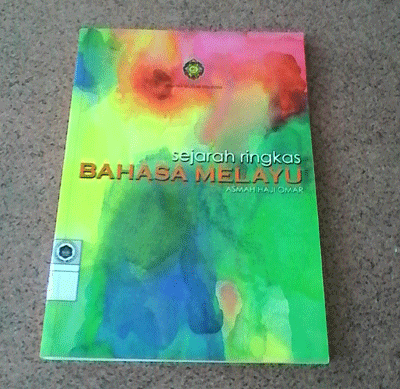 sejarah ringkas
BAHASA MELAYU
ASMAH HAJI OMAR